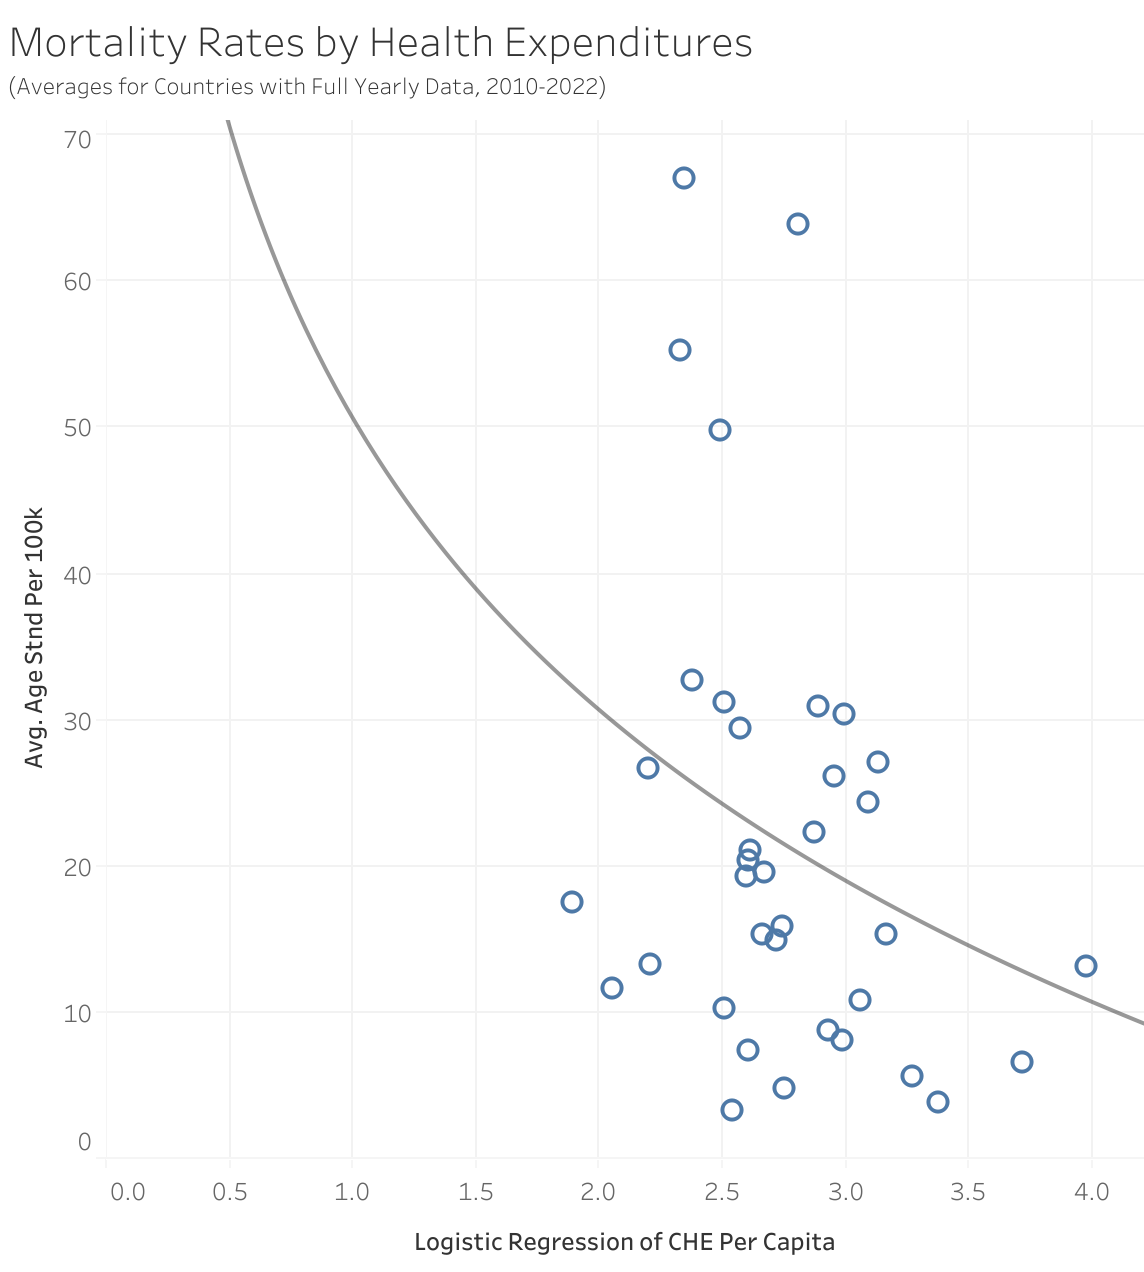 Mortality Rates by Health Expenditures
(Averages for Countries with Full Yearly Data, 2010-2022)
70
60
50
40
30
20
10
0
Avg. Age Stnd Per 100k
0.0 0.5 1.0 1.5 2.0 2.5 3.0 3.5 4.0
Logistic Regression of CHE Per Capita